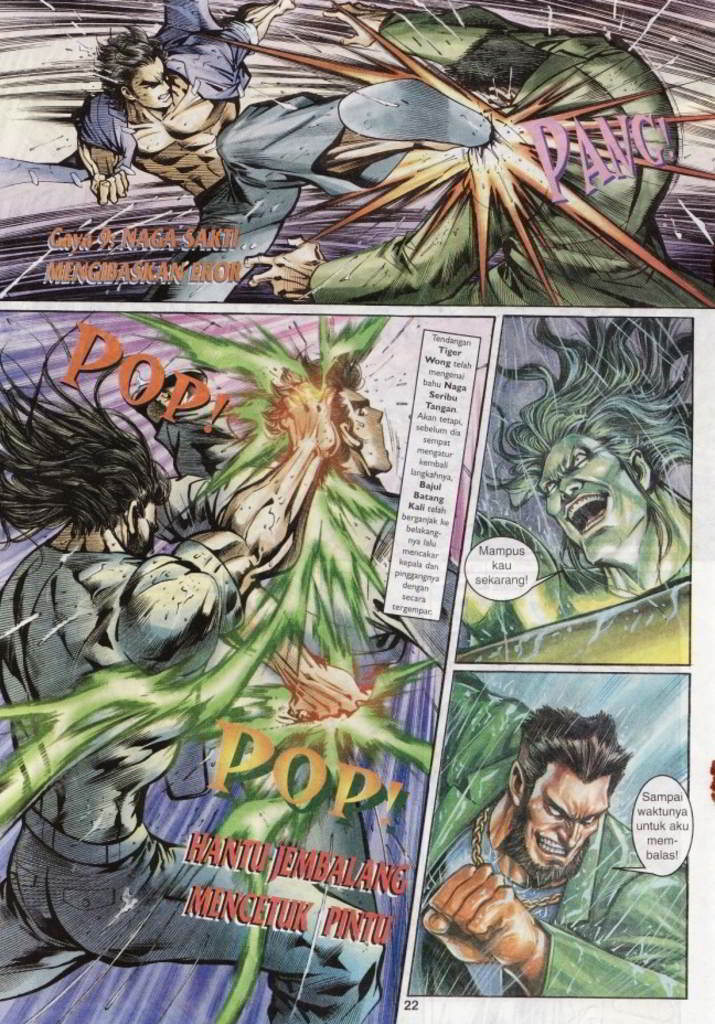 PANG!
Gaya 9: NAGA SAKTI
MENGIBASKAN EKOR
POP!
Tendangan
Tiger
Wong telah
mengenai
bahu Naga
Seribu
Tangan.
Akan tetapi,
sebelum dia
sempat
mengatur
kembali
langkahnya,
Bajul
Batang
Kali telah
berganjak ke
belakang-
nya lalu
mencakar
kepala dan
pinggangnya
dengan
secara
tergempar.
Mampus
kau
sekarang!
POP!
HANTU JEMBALANG
MENCETUK PINTU
Sampai
waktunya
untuk aku
mem-
balas!
22